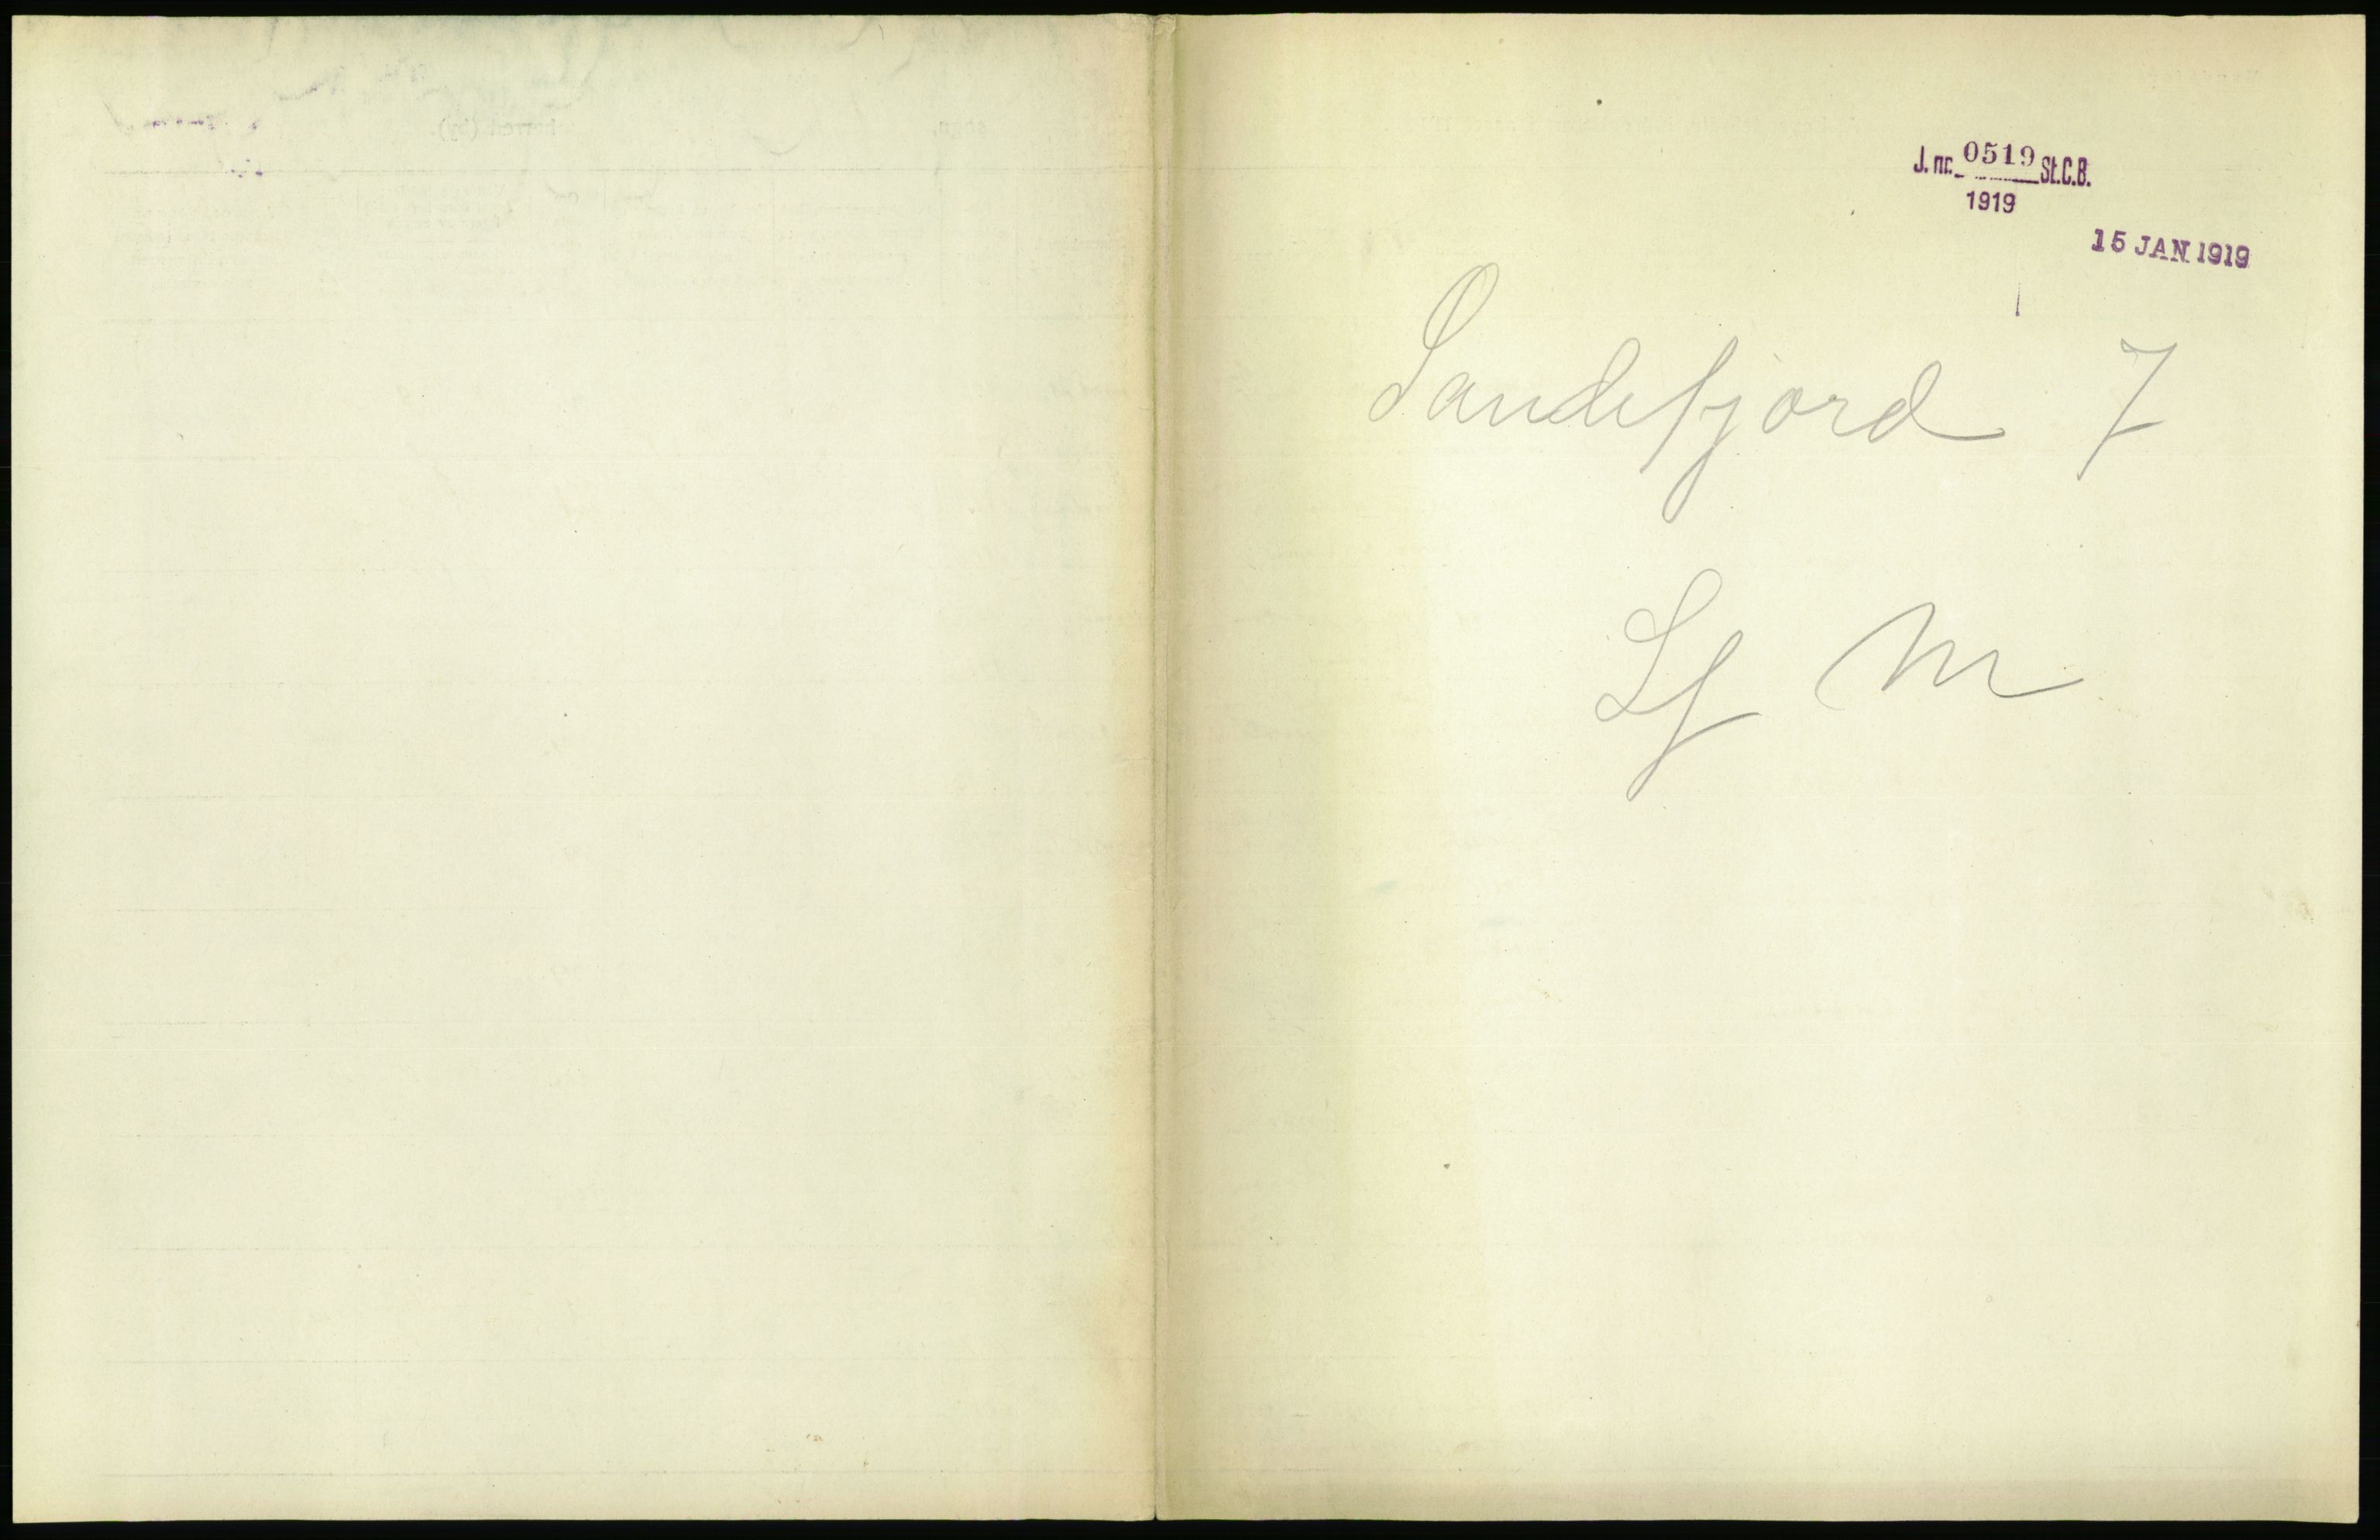 J. nr. 0519 St.C.B.
1919
15 JAN 1919
Sandefjord 7
Lf M